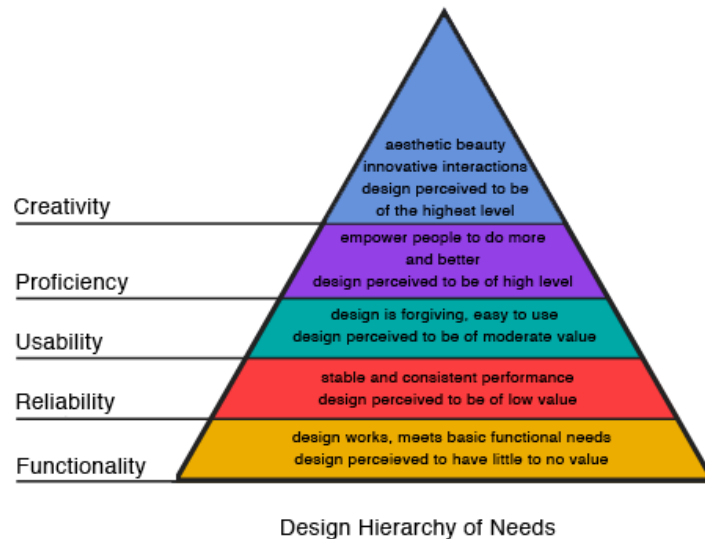 aesthetic beauty
innovative interactions
design perceived to be
of the highest level
Creativity
empower people to do more
and better
design perceived to be of high level
Proficiency
design is forgiving, easy to use
design perceived to be of moderate value
Usability
stable and consistent performance
design perceived to be of low value
Reliability
design works, meets basic functional needs
design perceieved to have little to no value
Functionality
Design Hierarchy of Needs